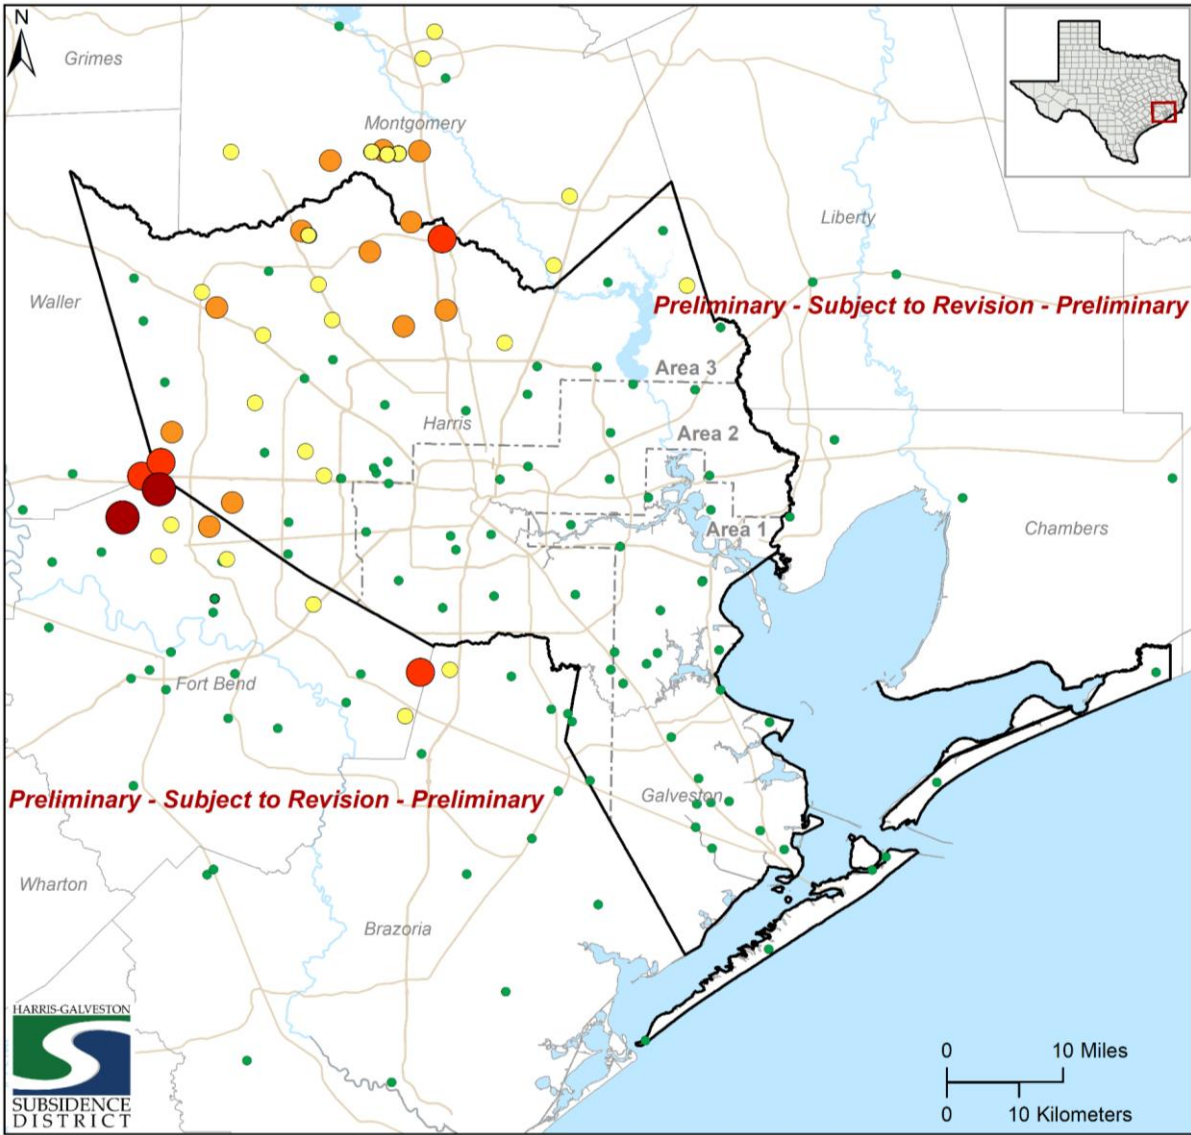 N
Grimes
Montgomery
Liberty
Waller
Preliminary - Subject to Revision - Preliminary
Area 3
Harris
Area 2
Area 1
Chambers
Fort Bend
Preliminary - Subject to Revision - Preliminary
Galveston
Wharton
Brazoria
HARRIS-GALVESTON
SUBSIDENCE
DISTRICT
0 10 Miles
0 10 Kilometers